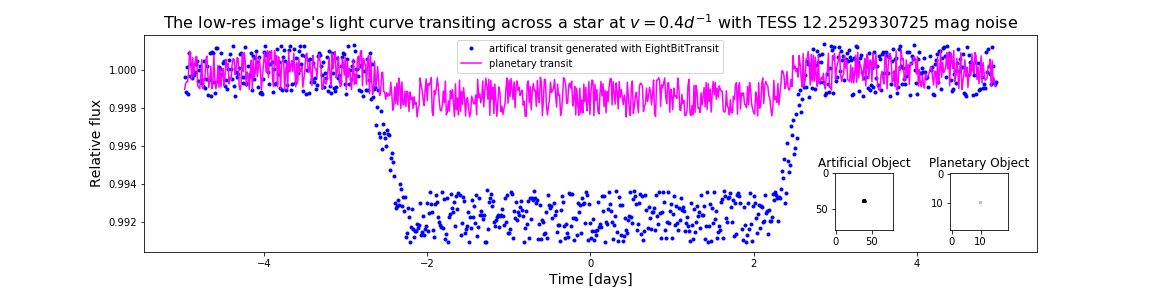 The low-res image's light curve transiting across a star at v = 0.4d⁻¹ with TESS 12.2529330725 mag noise
artifical transit generated with EightBitTransit
planetary transit
Relative flux
1.000
0.998
0.996
0.994
0.992
Artificial Object
Planetary Object
0
50
0 50
0
10
0 10
−4 −2 0 2 4
Time [days]